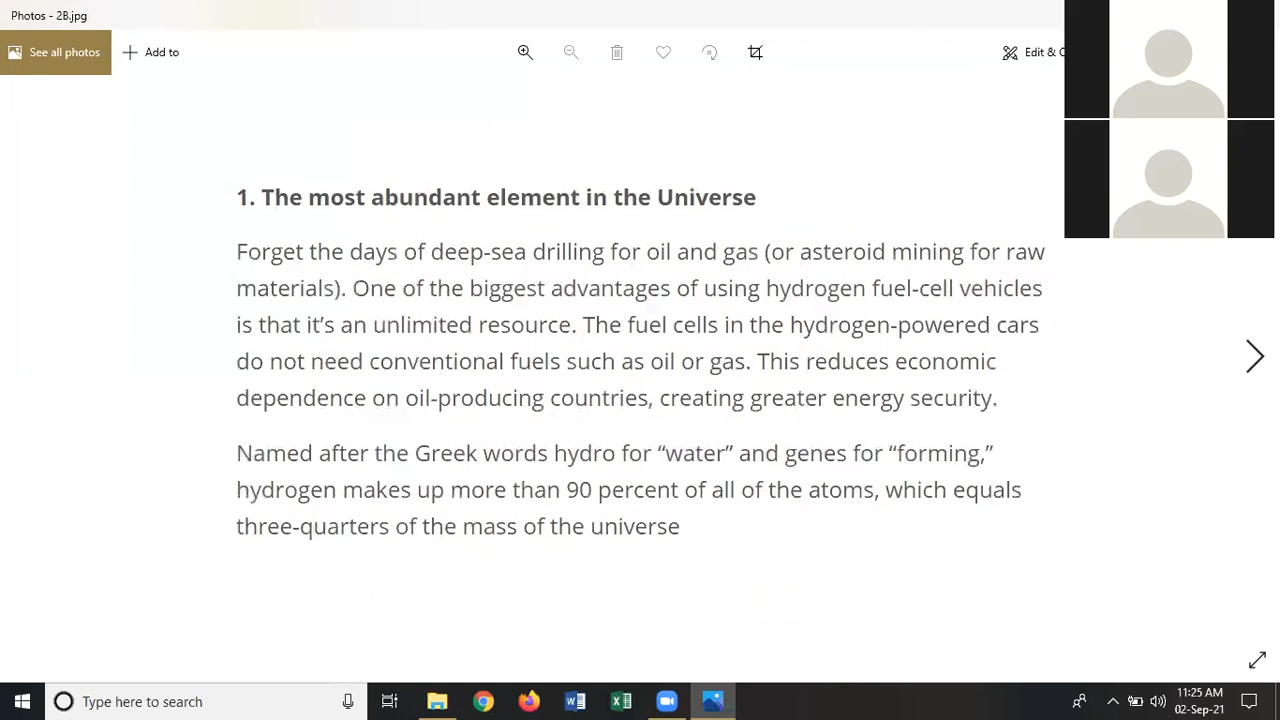 Photos - 2B.jpg
See all photos
Add to
Edit & C
1. The most abundant element in the Universe
Forget the days of deep-sea drilling for oil and gas (or asteroid mining for raw
materials). One of the biggest advantages of using hydrogen fuel-cell vehicles
is that it’s an unlimited resource. The fuel cells in the hydrogen-powered cars
do not need conventional fuels such as oil or gas. This reduces economic
dependence on oil-producing countries, creating greater energy security.
Named after the Greek words hydro for “water” and genes for “forming,”
hydrogen makes up more than 90 percent of all of the atoms, which equals
three-quarters of the mass of the universe
Type here to search
11:25 AM
02-Sep-21